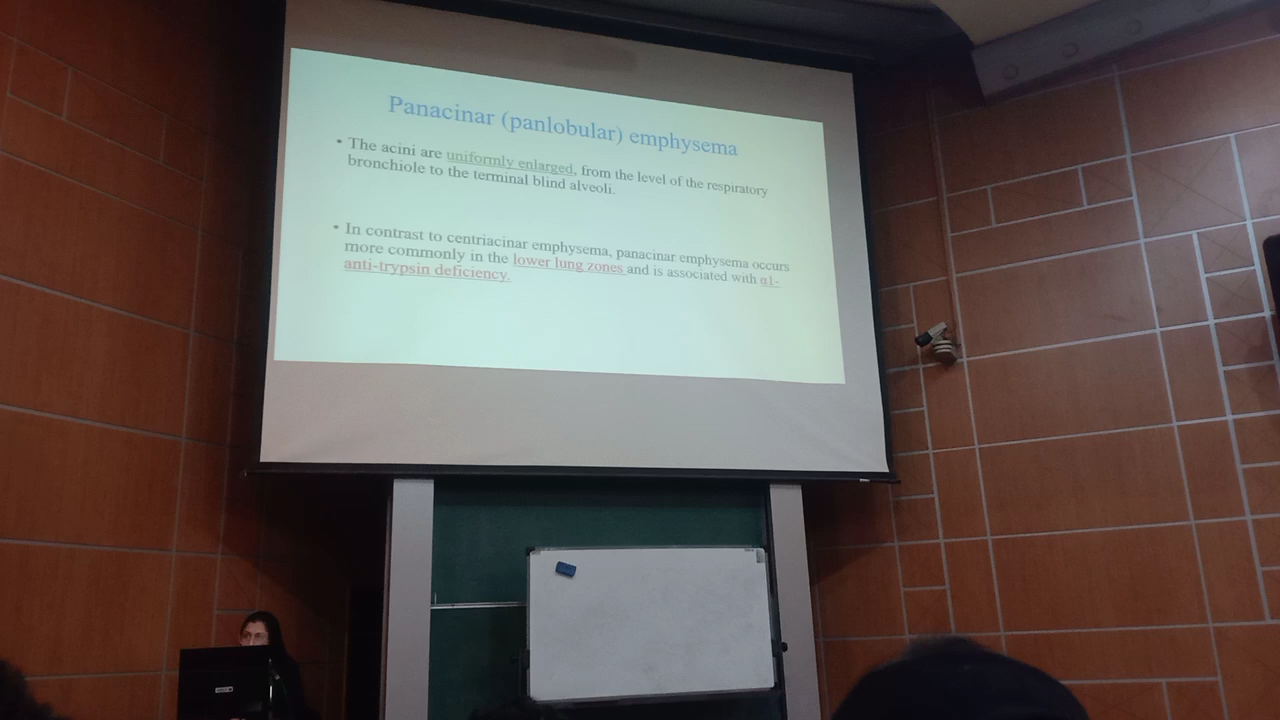 Panacinar (panlobular) emphysema
• The acini are uniformly enlarged, from the level of the respiratory
bronchiole to the terminal blind alveoli.
• In contrast to centriacinar emphysema, panacinar emphysema occurs
more commonly in the lower lung zones and is associated with α1-
anti-trypsin deficiency.